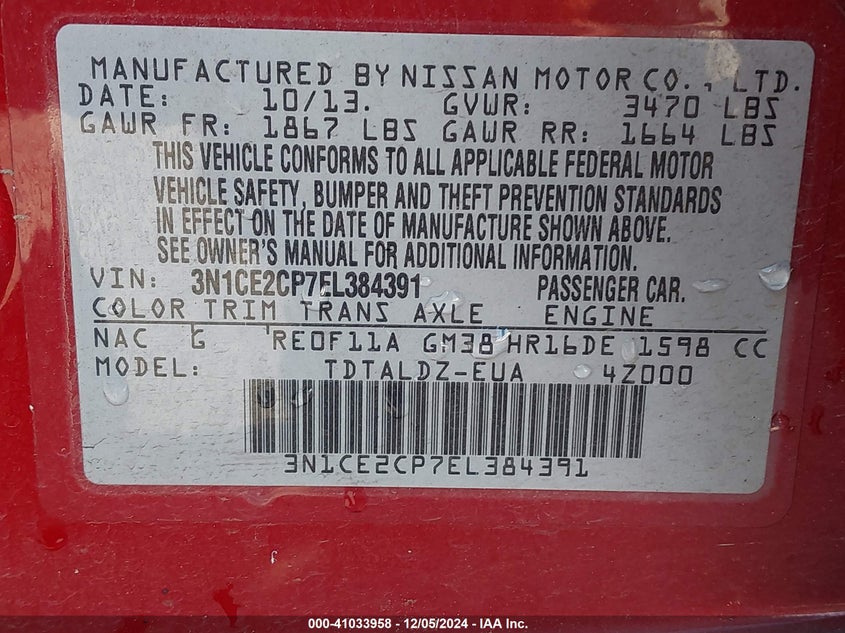 MANUFACTURED BY NISSAN MOTOR CO., LTD.
DATE: 10/13. GVWR: 3470 LBS
GAWR FR: 1867 LBS GAWR RR: 1664 LBS
THIS VEHICLE CONFORMS TO ALL APPLICABLE FEDERAL MOTOR
VEHICLE SAFETY, BUMPER AND THEFT PREVENTION STANDARDS
IN EFFECT ON THE DATE OF MANUFACTURE SHOWN ABOVE.
SEE OWNER'S MANUAL FOR ADDITIONAL INFORMATION.
VIN: 3N1CE2CP7EL384391 PASSENGER CAR.
COLOR TRIM TRANS AXLE ENGINE
NAC G RE0F11A GM38 HR16DE 1598 CC
MODEL: TDTALDZ-EUA 4Z000
3N1CE2CP7EL384391
000-41033958 - 12/05/2024 - IAA Inc.